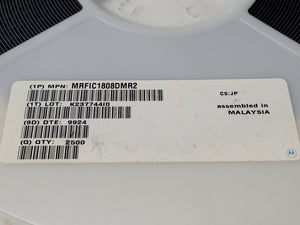 (1P) MPN: MRFIC1808DMR2
(1T) LOT: K2377440
CS:JP
assembled in
MALAYSIA
(9D) DTE: 9924
(Q) QTY: 2500